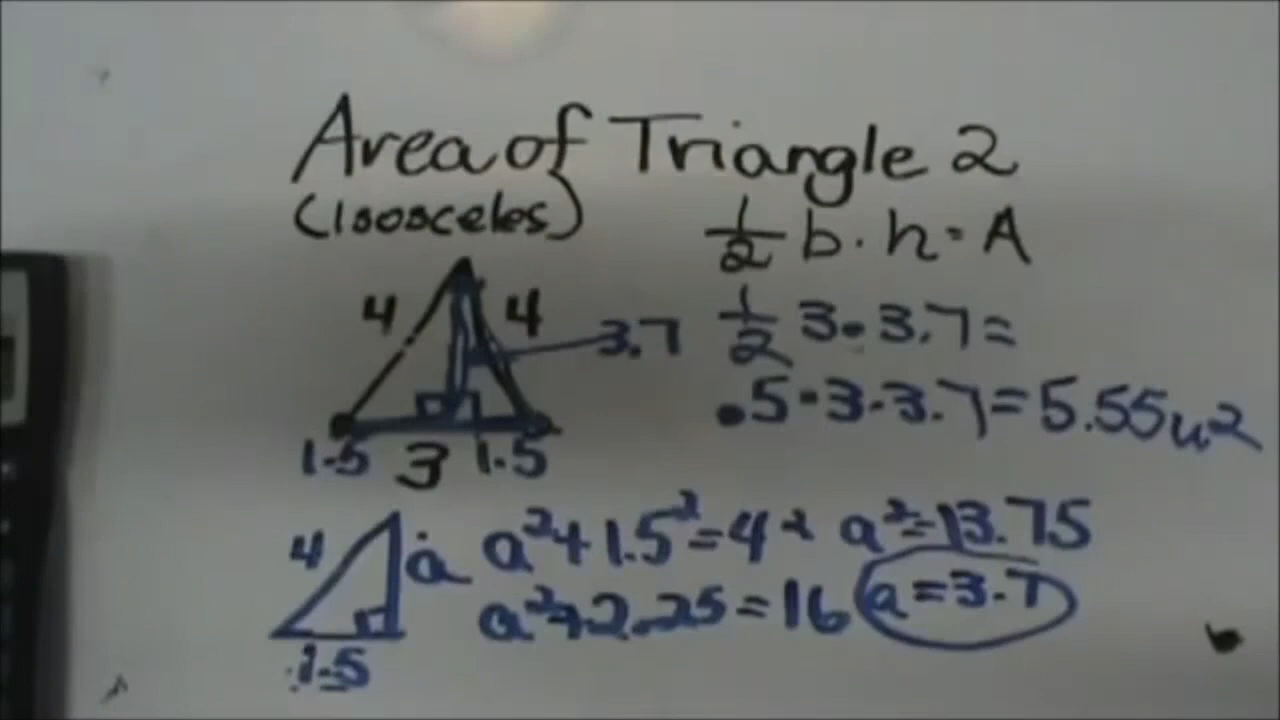 Area of Triangle 2
(Isosceles)
1/2 b · h = A
4 4 3.7
1/2 3 · 3.7 =
.5 · 3 · 3.7 = 5.55 u²
1.5 3 1.5
4 a
1.5
a² + 1.5² = 4²
a² + 2.25 = 16
a² = 13.75
a = 3.7